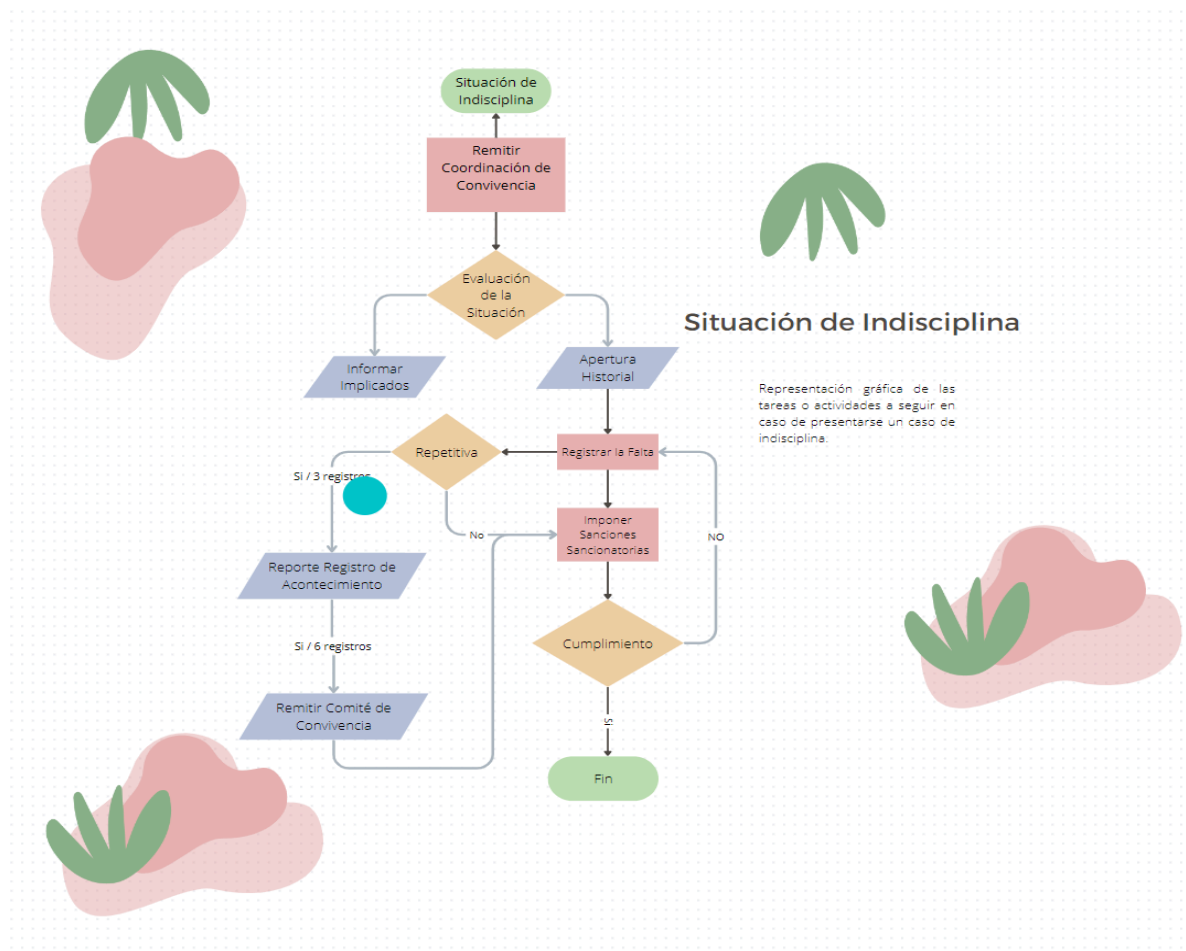 Situación de
Indisciplina
Remitir
Coordinación de
Convivencia
Evaluación
de la
Situación
Situación de Indisciplina
Informar
Implicados
Apertura
Historial
Representación gráfica de las
tareas o actividades a seguir en
caso de presentarse un caso de
indisciplina.
Repetitiva
Registrar la Falta
Si / 3 registros
Imponer
Sanciones
Sancionatorias
No
NO
Reporte Registro de
Acontecimiento
Si / 6 registros
Cumplimiento
Remitir Comité de
Convivencia
SI
Fin